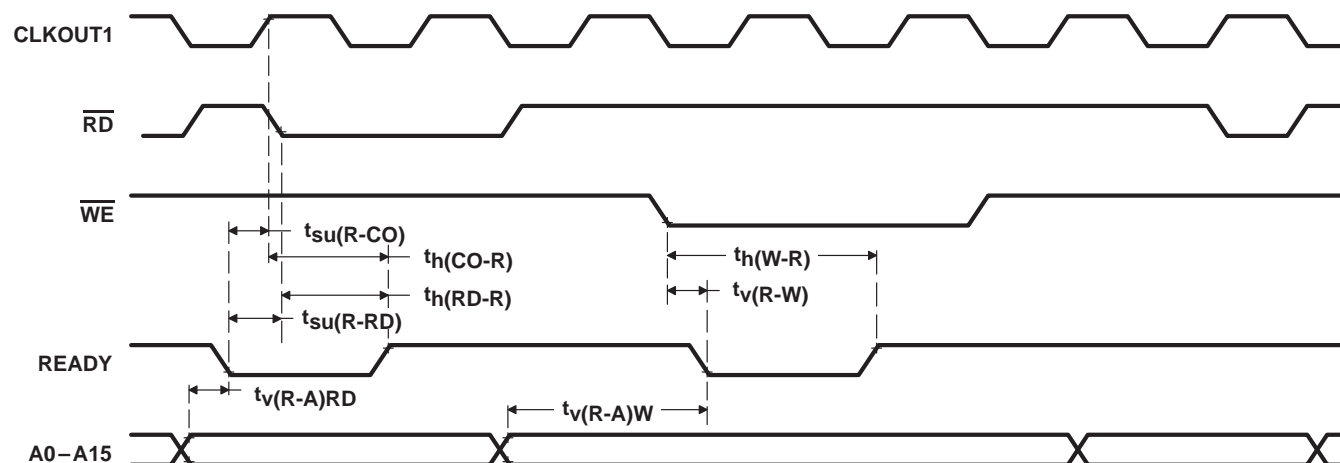 CLKOUT1
RD
WE
tsu(R-CO)
th(CO-R)
th(W-R)
th(RD-R)
tv(R-W)
tsu(R-RD)
READY
tv(R-A)RD
tv(R-A)W
A0–A15